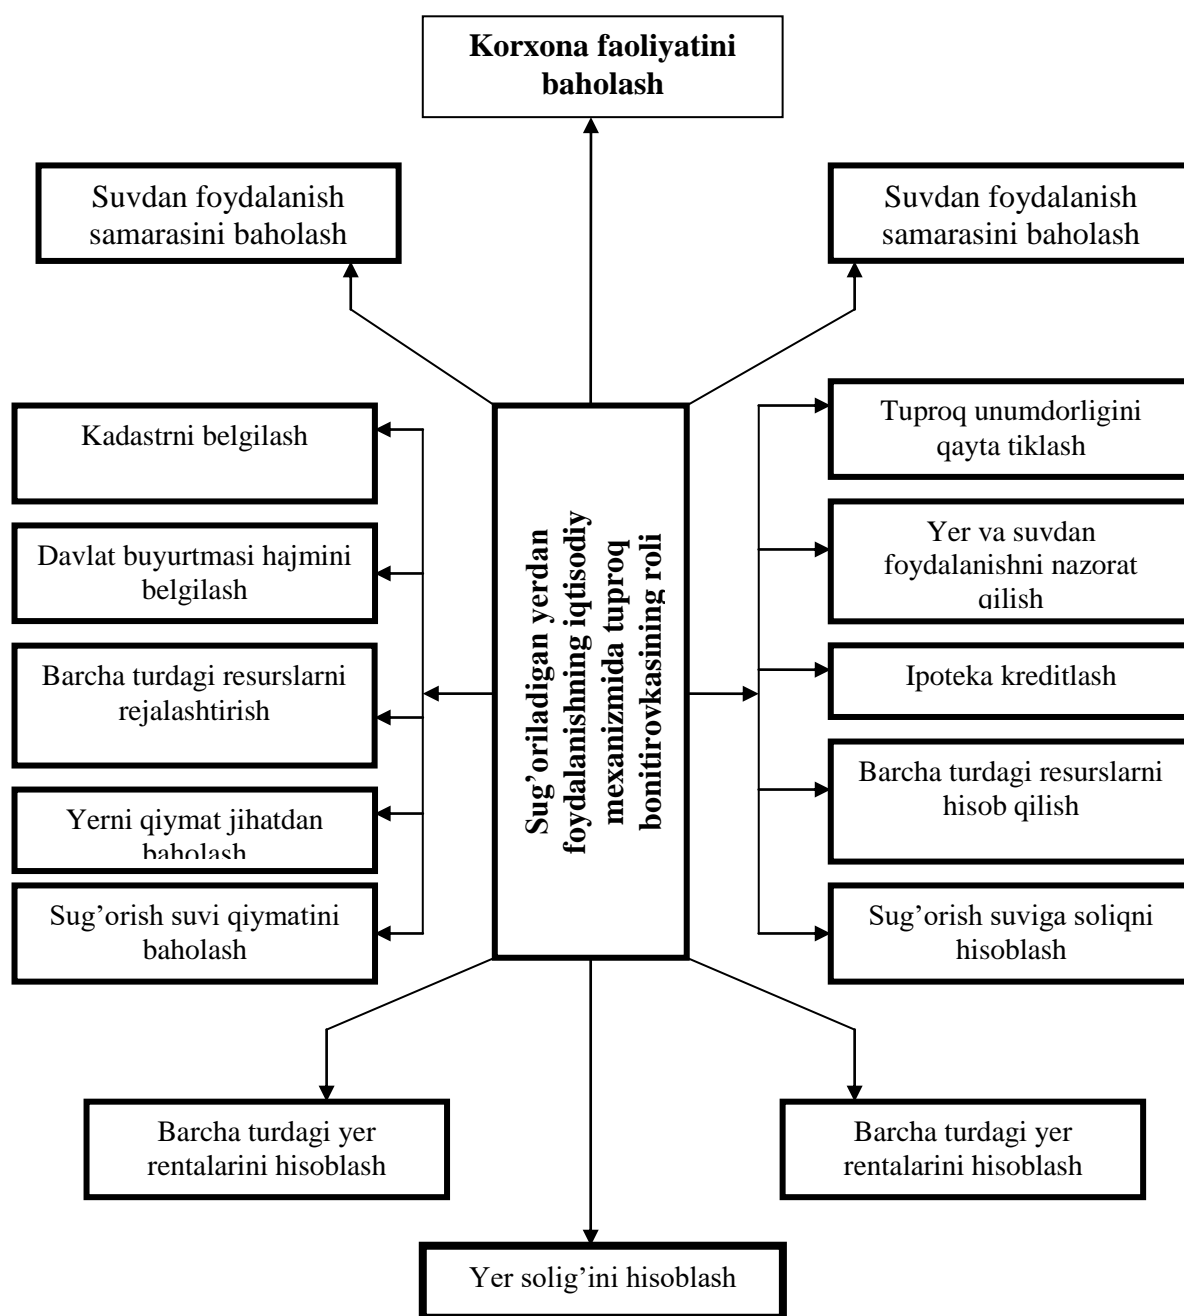 Korxona faoliyatini
baholash
Suvdan foydalanish
samarasini baholash
Suvdan foydalanish
samarasini baholash
Kadastrni belgilash
Davlat buyurtmasi hajmini
belgilash
Barcha turdagi resurslarni
rejalashtirish
Yerni qiymat jihatdan
baholash
Sug’orish suvi qiymatini
baholash
Sug’oriladigan yerdan
foydalanishning iqtisodiy
mexanizmida tuproq
bonitirovkasining roli
Tuproq unumdorligini
qayta tiklash
Yer va suvdan
foydalanishni nazorat
qilish
Ipoteka kreditlash
Barcha turdagi resurslarni
hisob qilish
Sug’orish suviga soliqni
hisoblash
Barcha turdagi yer
rentalarini hisoblash
Barcha turdagi yer
rentalarini hisoblash
Yer solig’ini hisoblash